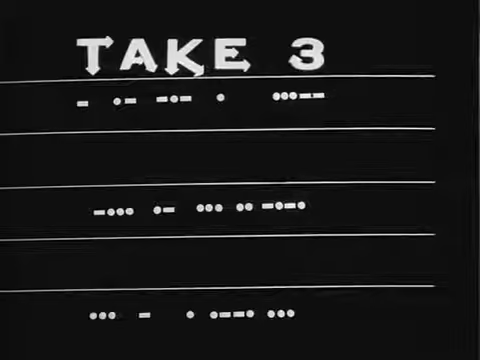 TAKE 3
- •- -•- • •••--
-••• •- ••• •• -•-•
••• - • •--• •••